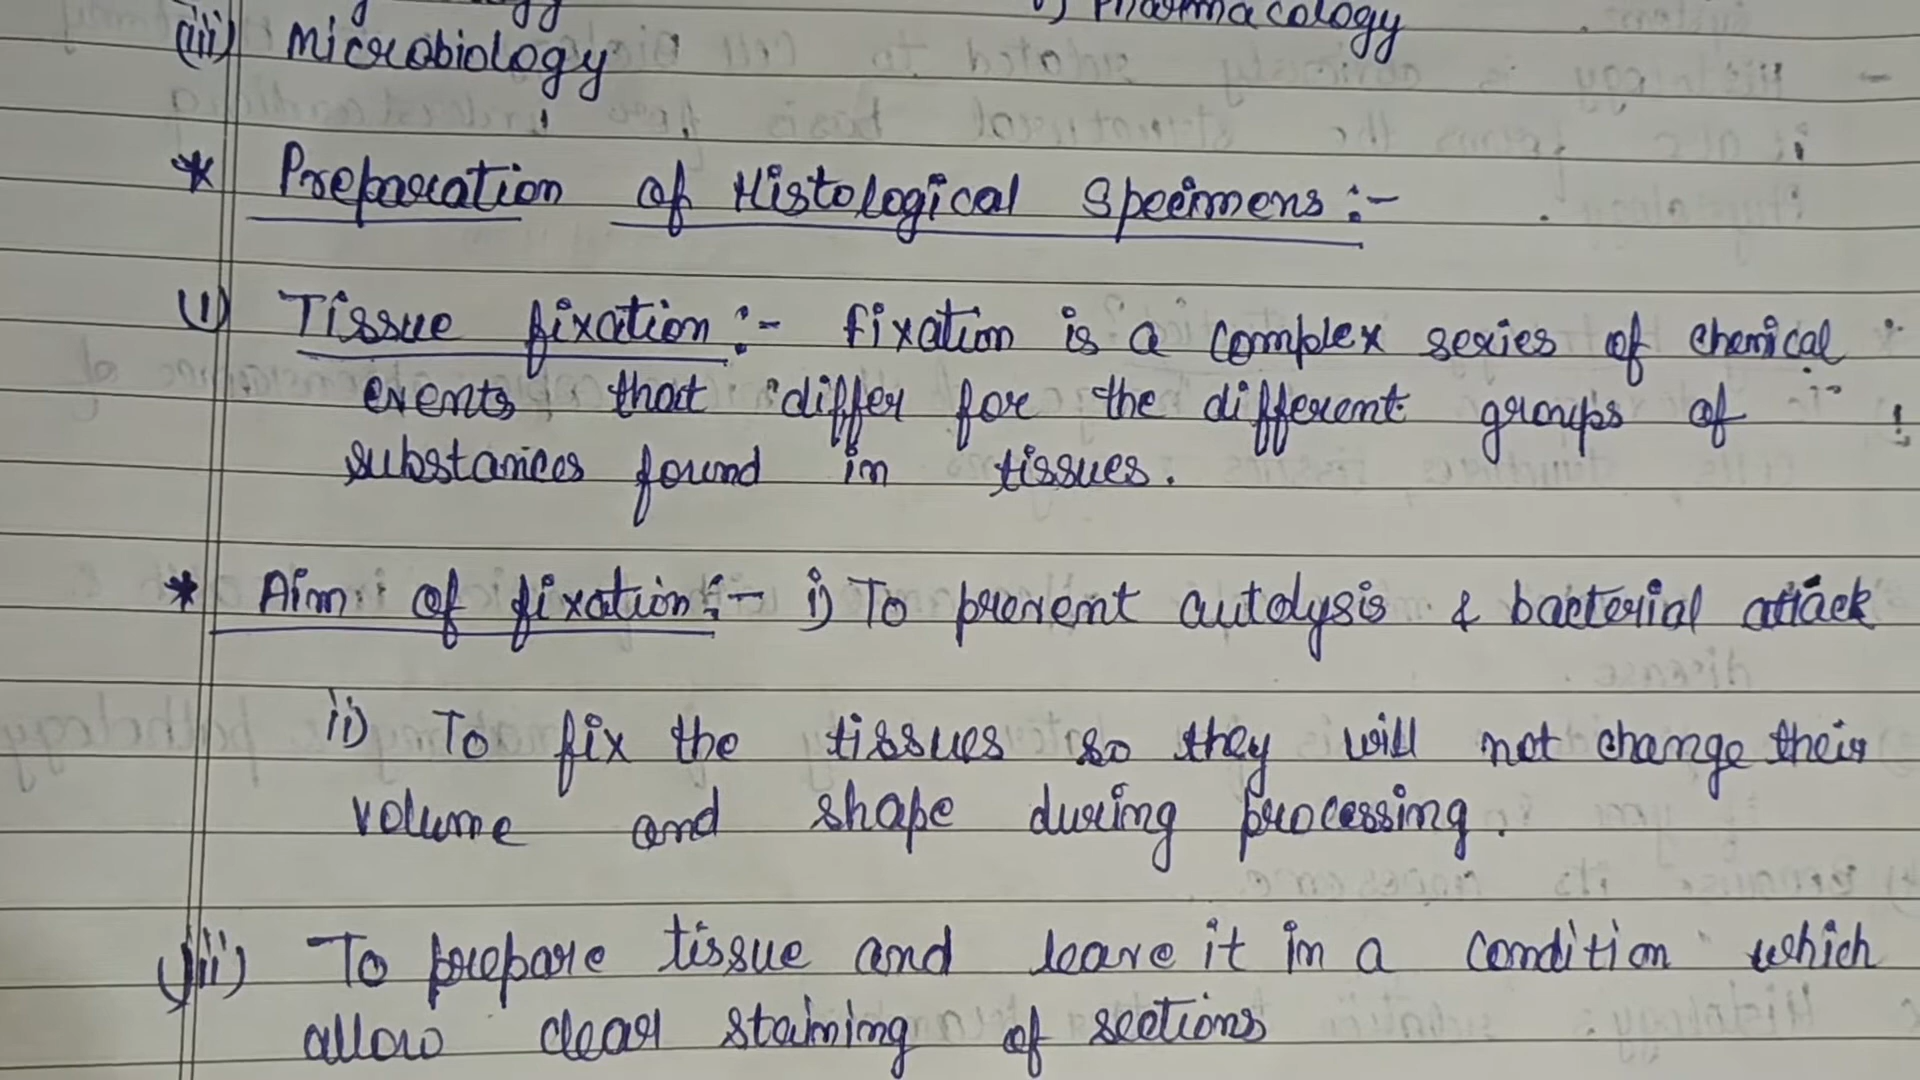 v) Pharmacology
(iii) microbiology
* Preparation of Histological Specimens :-
1) Tissue fixation :- fixation is a complex series of chemical
events that differ for the different groups of
substances found in tissues.
* Aim of fixation :- i) To prevent autolysis & bacterial attack
ii) To fix the tissues so they will not change their
volume and shape during processing.
iii) To prepare tissue and leave it in a condition which
allow clear staining of sections